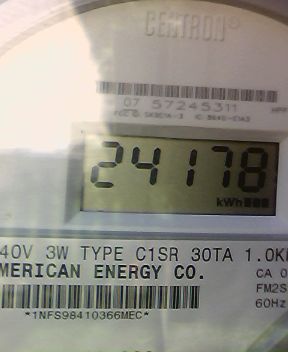 CENTRON®
07 57245311
24178
kWh
40V 3W TYPE C1SR 30TA 1.0K
MERICAN ENERGY CO.
CA 0
FM2S
60Hz
*1NFS98410366MEC*